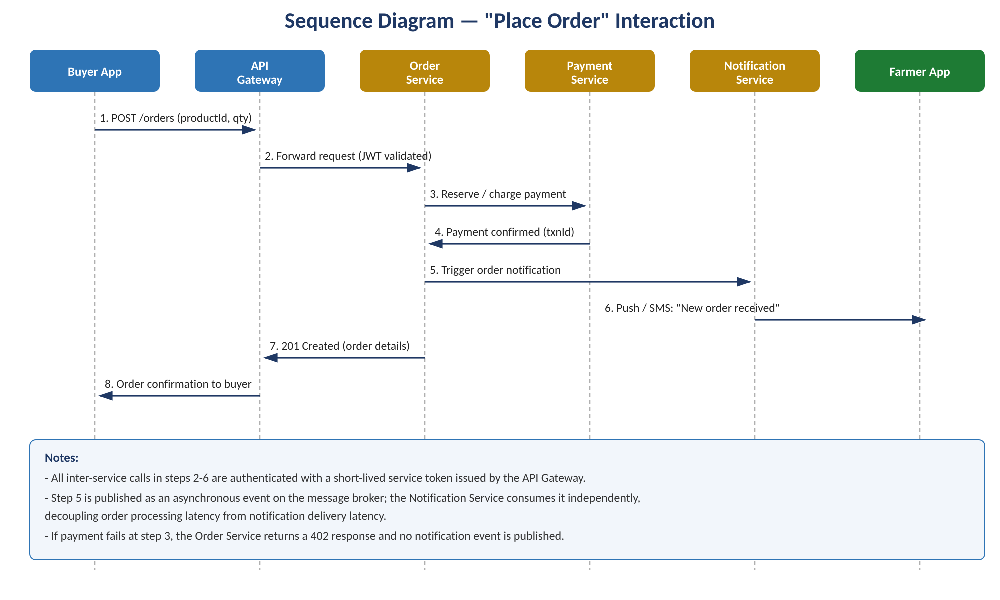 Sequence Diagram — "Place Order" Interaction
Buyer App
API
Gateway
Order
Service
Payment
Service
Notification
Service
Farmer App
1. POST /orders (productId, qty)
2. Forward request (JWT validated)
3. Reserve / charge payment
4. Payment confirmed (txnId)
5. Trigger order notification
6. Push / SMS: "New order received"
7. 201 Created (order details)
8. Order confirmation to buyer
Notes:
- All inter-service calls in steps 2-6 are authenticated with a short-lived service token issued by the API Gateway.
- Step 5 is published as an asynchronous event on the message broker; the Notification Service consumes it independently,
decoupling order processing latency from notification delivery latency.
- If payment fails at step 3, the Order Service returns a 402 response and no notification event is published.